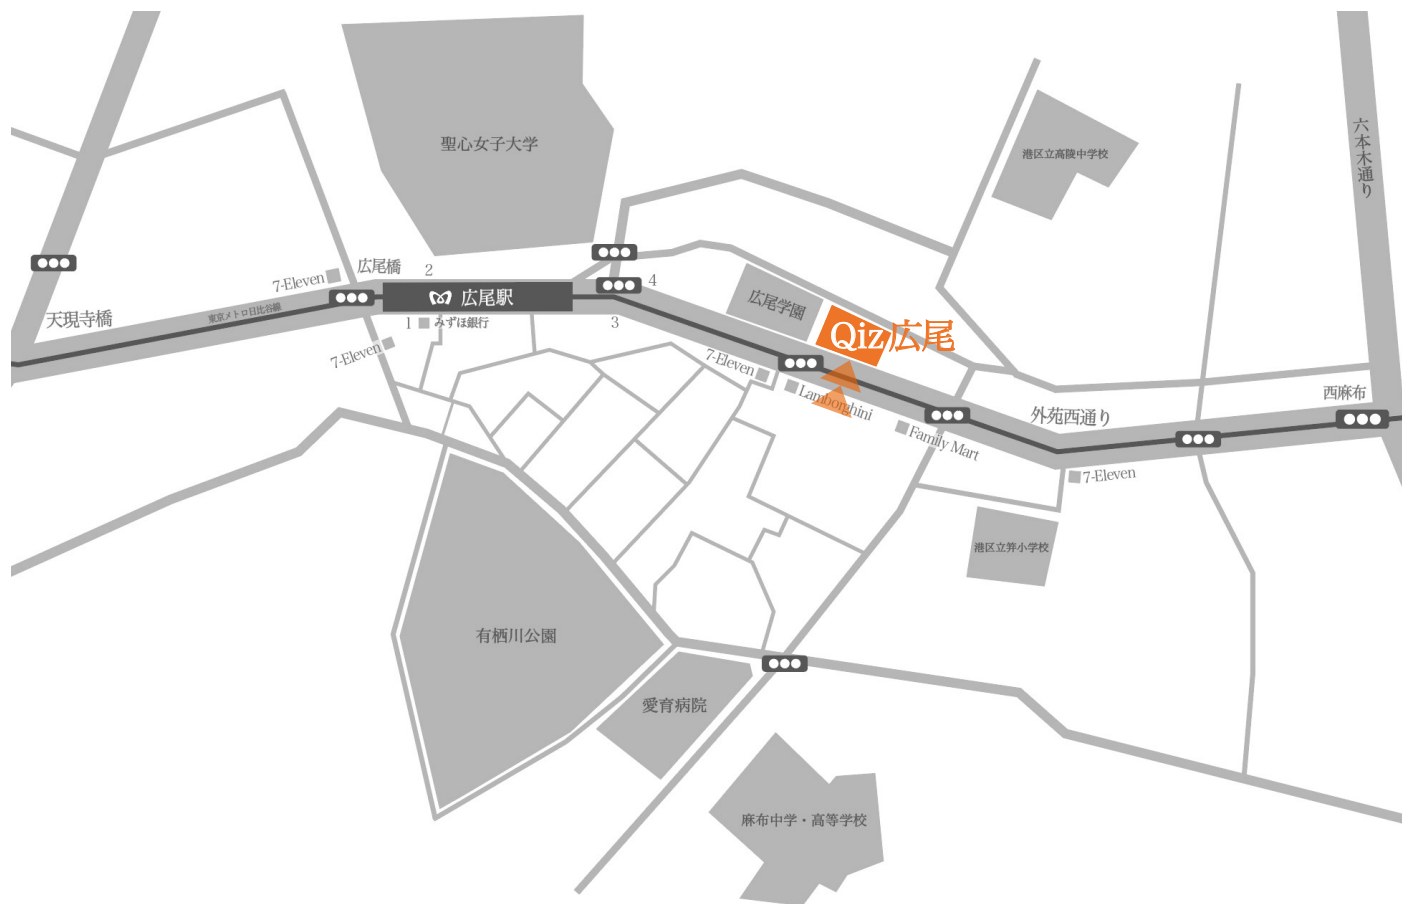 聖心女子大学
六本木通り
港区立高陵中学校
広尾橋
2
7-Eleven
4
広尾駅
広尾学園
天現寺橋
東京メトロ日比谷線
1
みずほ銀行
3
Qiz広尾
7-Eleven
7-Eleven
Lamborghini
西麻布
外苑西通り
Family Mart
7-Eleven
港区立笄小学校
有栖川公園
愛育病院
麻布中学・高等学校